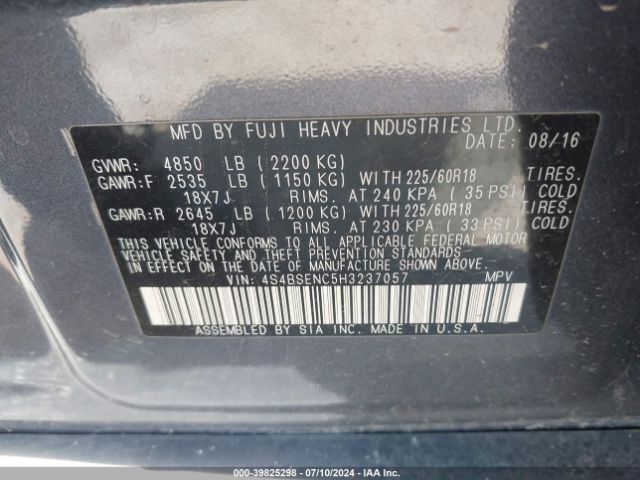 MFD BY FUJI HEAVY INDUSTRIES LTD.
DATE: 08/16
GVWR: 4850 LB (2200 KG)
GAWR:F 2535 LB (1150 KG) WITH 225/60R18 TIRES.
18X7J RIMS. AT 240 KPA (35 PSI) COLD
GAWR:R 2645 LB (1200 KG) WITH 225/60R18 TIRES.
18X7J RIMS. AT 230 KPA (33 PSI) COLD
THIS VEHICLE CONFORMS TO ALL APPLICABLE FEDERAL MOTOR
VEHICLE SAFETY AND THEFT PREVENTION STANDARDS
IN EFFECT ON THE DATE OF MANUFACTURE SHOWN ABOVE.
VIN: 4S4BSENC5H3237057 MPV
ASSEMBLED BY SIA INC. MADE IN U.S.A.
000-39825298 - 07/10/2024 - IAA Inc.